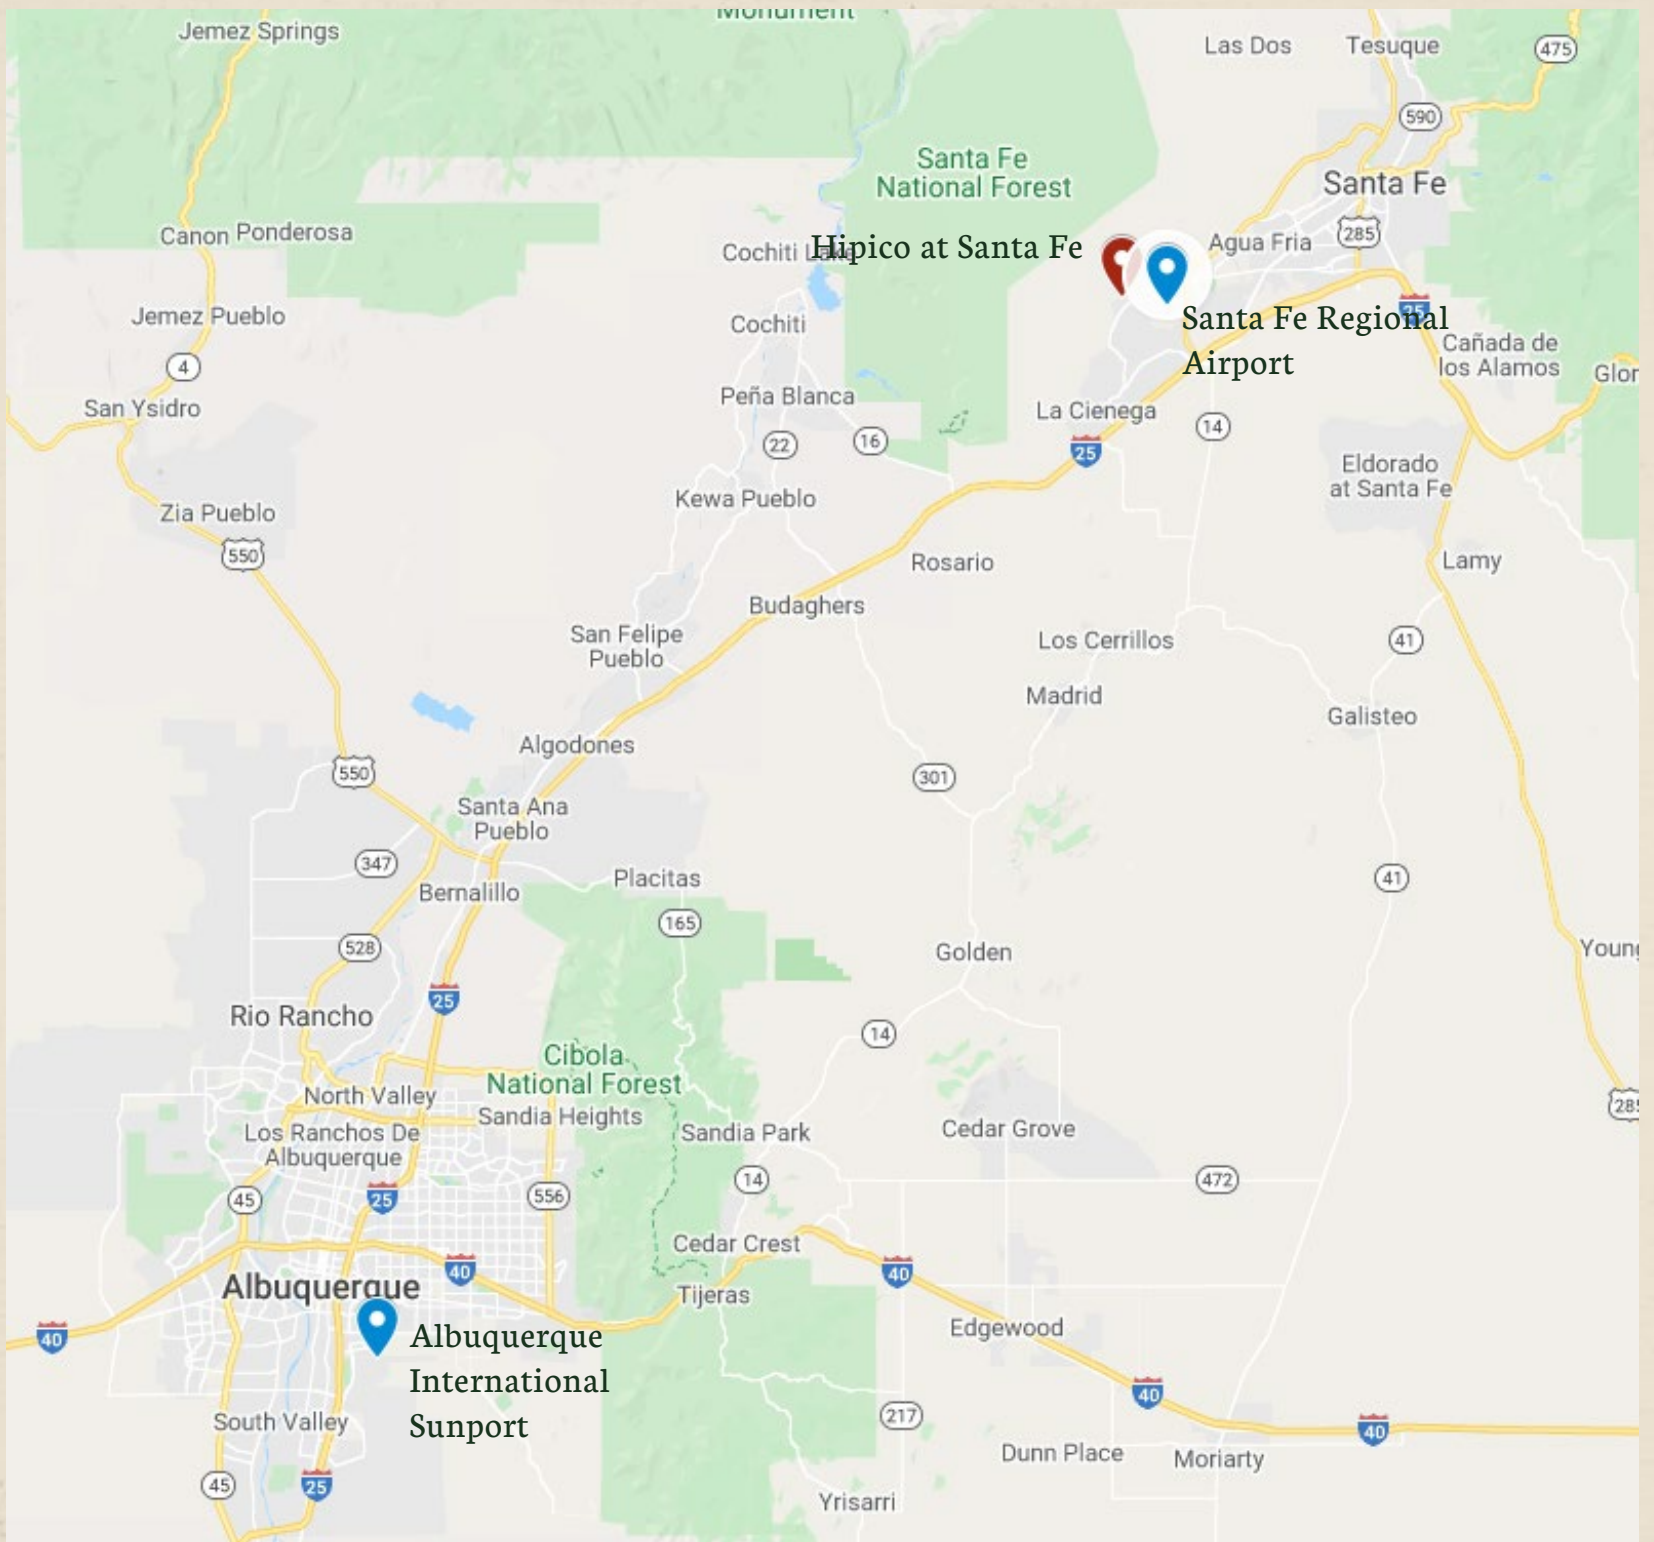 Monument
Jemez Springs
Las Dos
Tesuque
475
590
Santa Fe
National Forest
Santa Fe
Canon
Ponderosa
285
Agua Fria
Cochiti Lake
Hipico at Santa Fe
Jemez Pueblo
Cochiti
25
Santa Fe Regional
Airport
Cañada de
los Alamos
4
Glor
San Ysidro
Peña Blanca
La Cienega
22
16
25
14
Eldorado
at Santa Fe
Zia Pueblo
Kewa Pueblo
550
Rosario
Lamy
Budaghers
San Felipe
Pueblo
Los Cerrillos
41
Madrid
Galisteo
Algodones
550
301
Santa Ana
Pueblo
347
Bernalillo
Placitas
41
165
528
Golden
Young
25
Rio Rancho
14
Cibola
National Forest
North Valley
Sandia Heights
285
Los Ranchos De
Albuquerque
Sandia Park
Cedar Grove
45
25
556
14
472
Cedar Crest
40
40
Albuquerque
Tijeras
40
Edgewood
Albuquerque
International
Sunport
40
South Valley
217
40
Dunn Place
Moriarty
45
25
Yrisarri